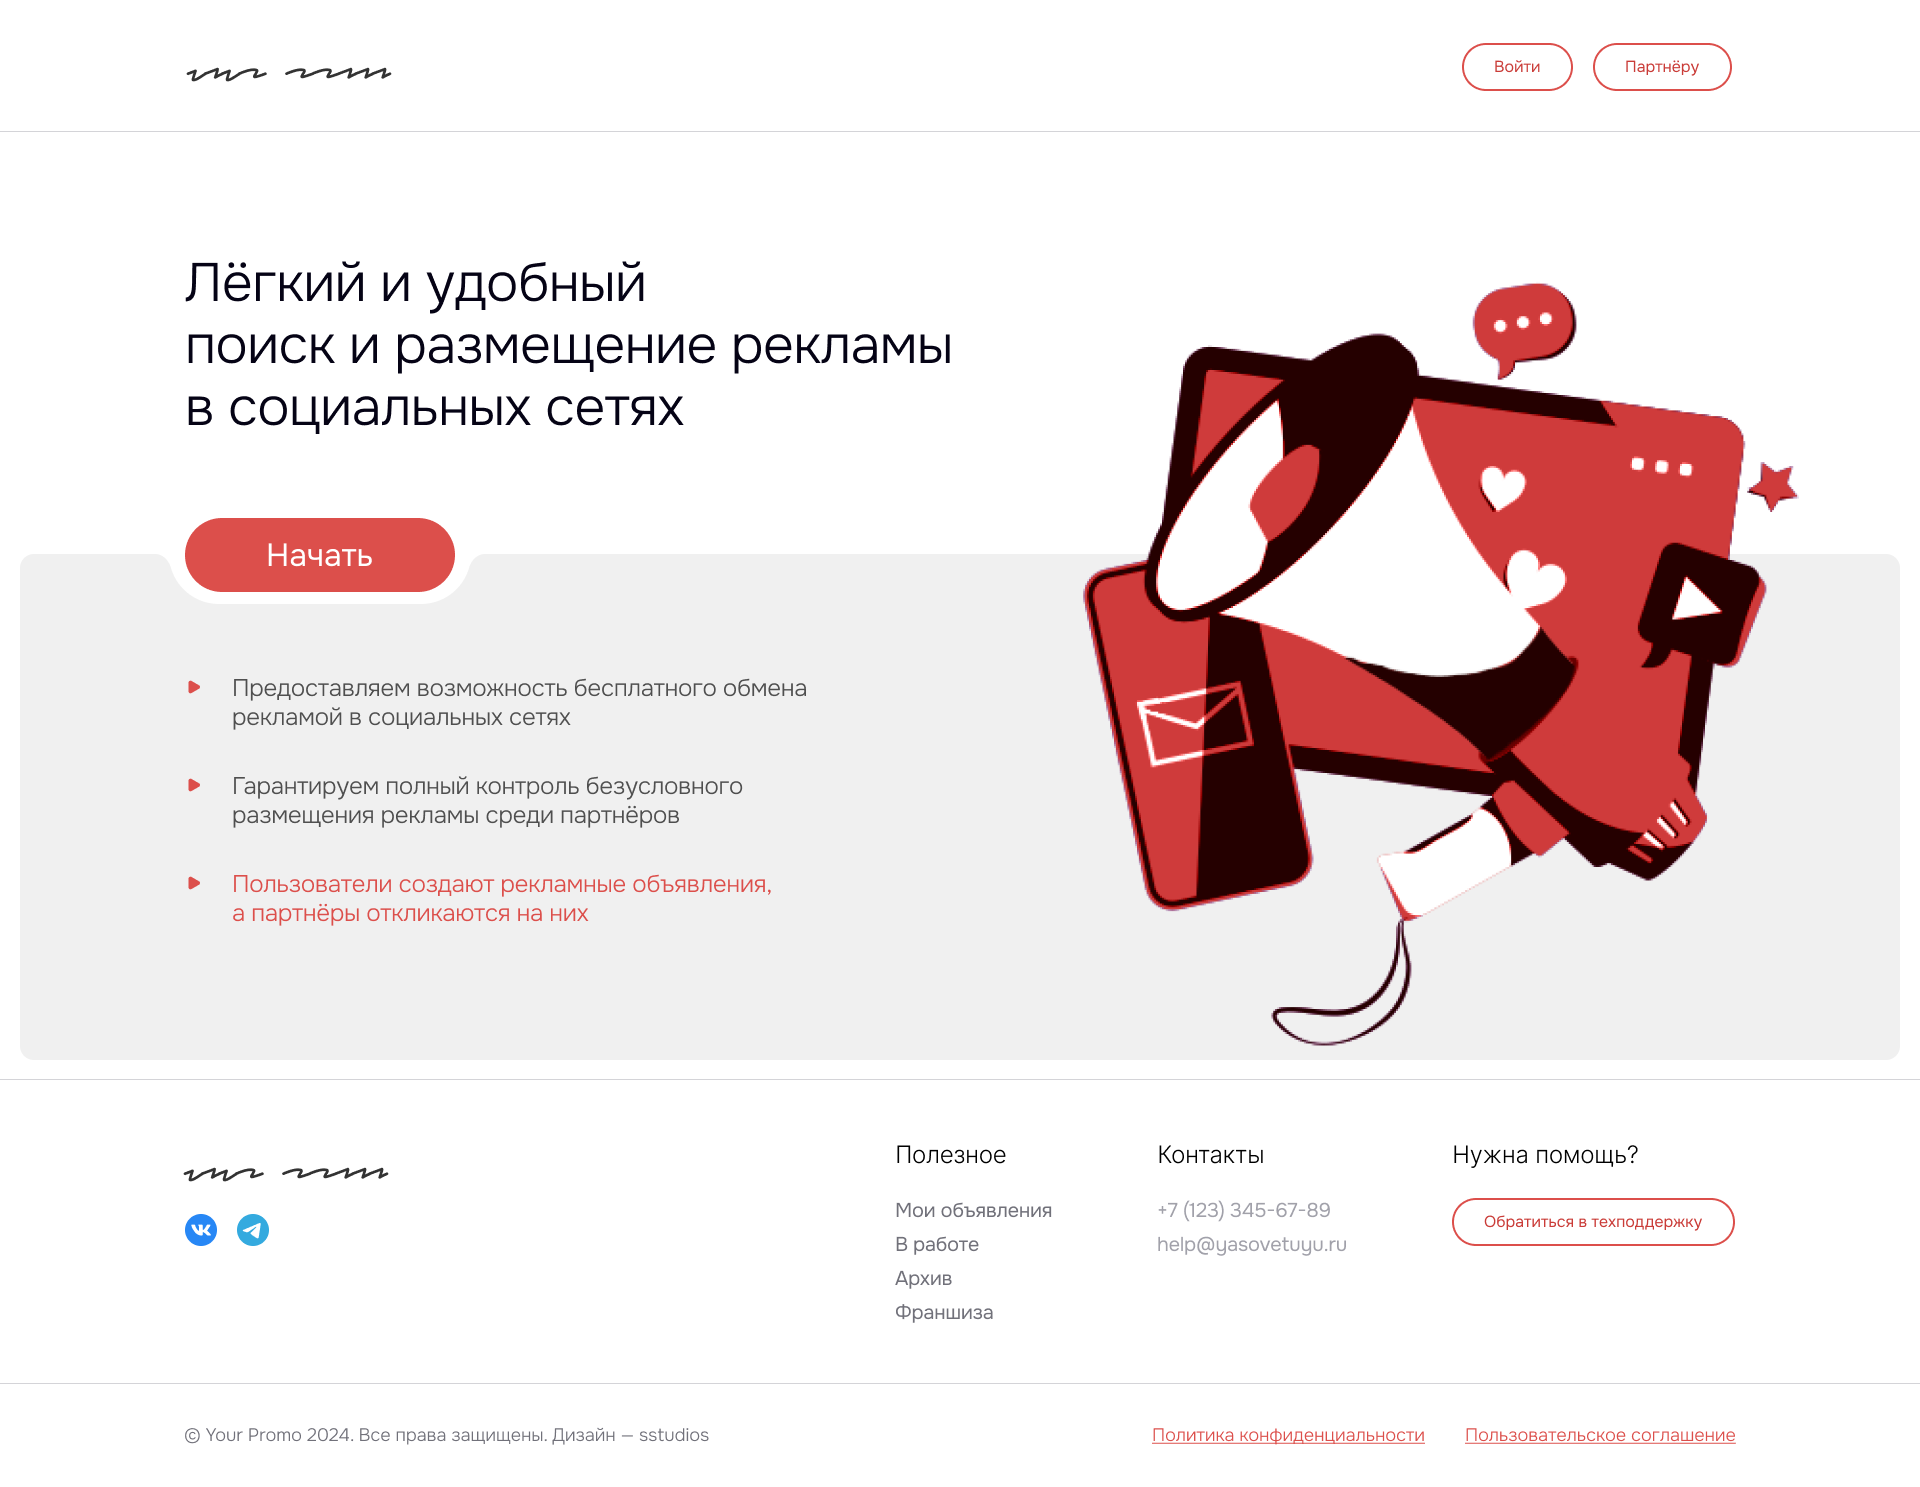 Войти
Партнёру
Лёгкий и удобный
поиск и размещение рекламы
в социальных сетях
Начать
Предоставляем возможность бесплатного обмена
рекламой в социальных сетях
Гарантируем полный контроль безусловного
размещения рекламы среди партнёров
Пользователи создают рекламные объявления,
а партнёры откликаются на них
Полезное
Мои объявления
В работе
Архив
Франшиза
Контакты
+7 (123) 345-67-89
help@yasovetuyu.ru
Нужна помощь?
Обратиться в техподдержку
© Your Promo 2024. Все права защищены. Дизайн — sstudios
Политика конфиденциальности
Пользовательское соглашение